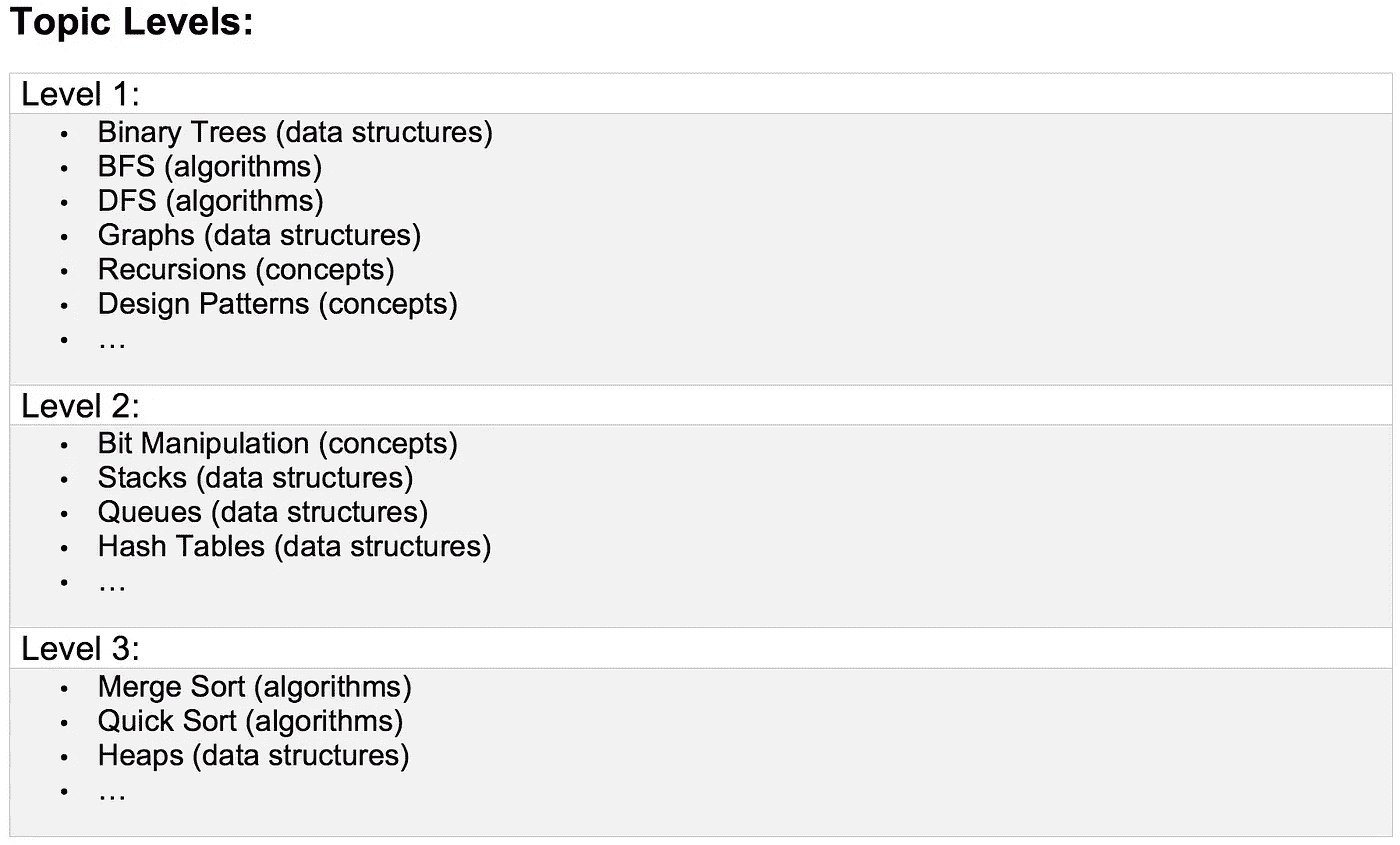 Topic Levels:
Level 1:
• Binary Trees (data structures)
• BFS (algorithms)
• DFS (algorithms)
• Graphs (data structures)
• Recursions (concepts)
• Design Patterns (concepts)
• …
Level 2:
• Bit Manipulation (concepts)
• Stacks (data structures)
• Queues (data structures)
• Hash Tables (data structures)
• …
Level 3:
• Merge Sort (algorithms)
• Quick Sort (algorithms)
• Heaps (data structures)
• …